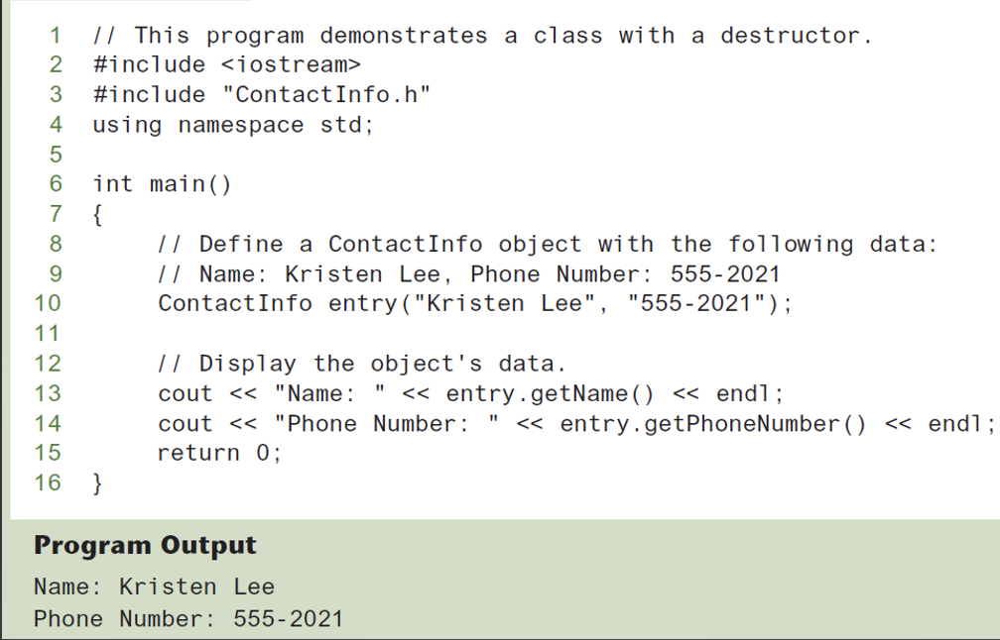 1 // This program demonstrates a class with a destructor.
2 #include <iostream>
3 #include "ContactInfo.h"
4 using namespace std;
5
6 int main()
7 {
8 // Define a ContactInfo object with the following data:
9 // Name: Kristen Lee, Phone Number: 555-2021
10 ContactInfo entry("Kristen Lee", "555-2021");
11
12 // Display the object's data.
13 cout << "Name: " << entry.getName() << endl;
14 cout << "Phone Number: " << entry.getPhoneNumber() << endl;
15 return 0;
16 }
Program Output
Name: Kristen Lee
Phone Number: 555-2021